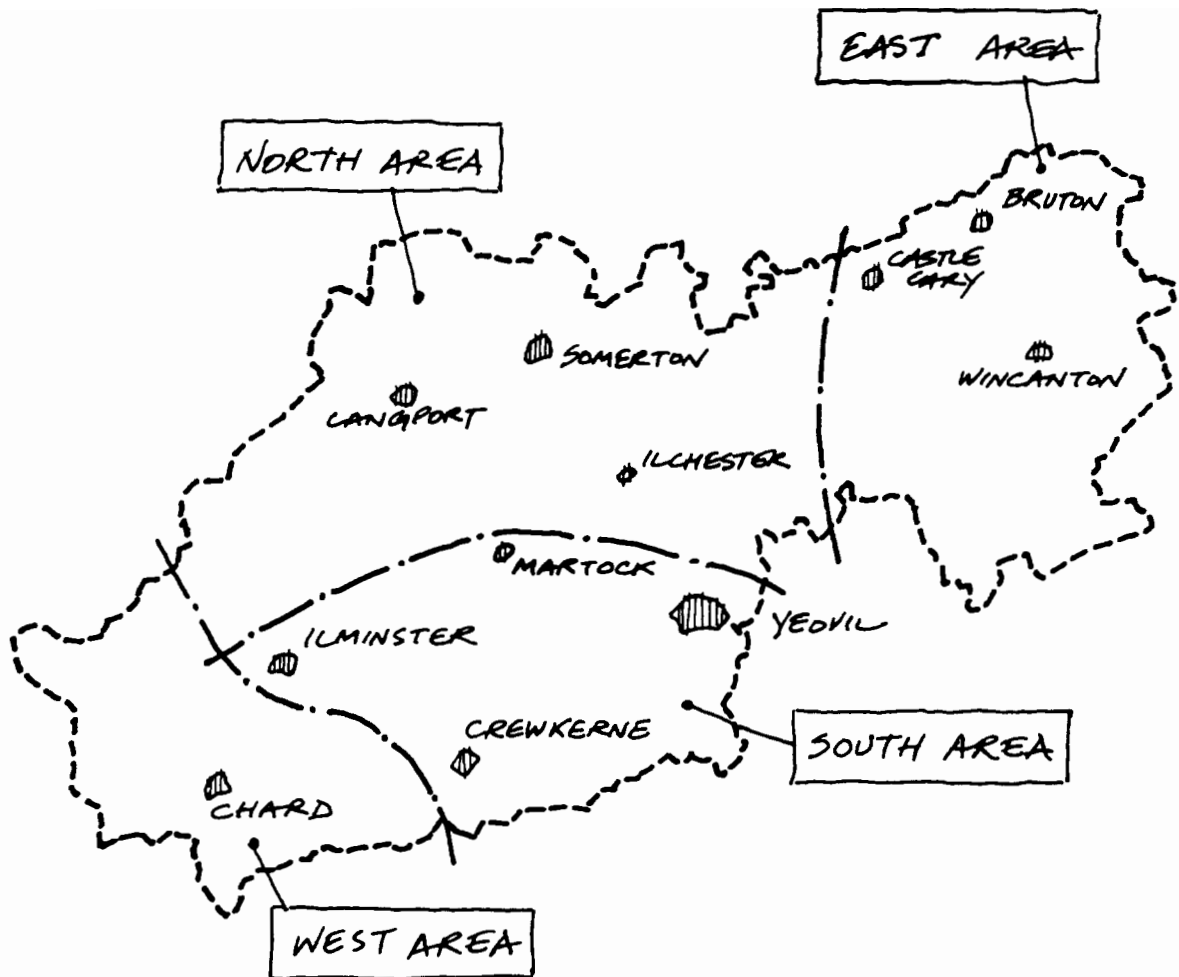 EAST AREA
NORTH AREA
BRUTON
CASTLE
CARY
SOMERTON
WINCANTON
LANGPORT
ILCHESTER
MARTOCK
YEOVIL
ILMINSTER
CREWKERNE
SOUTH AREA
CHARD
WEST AREA